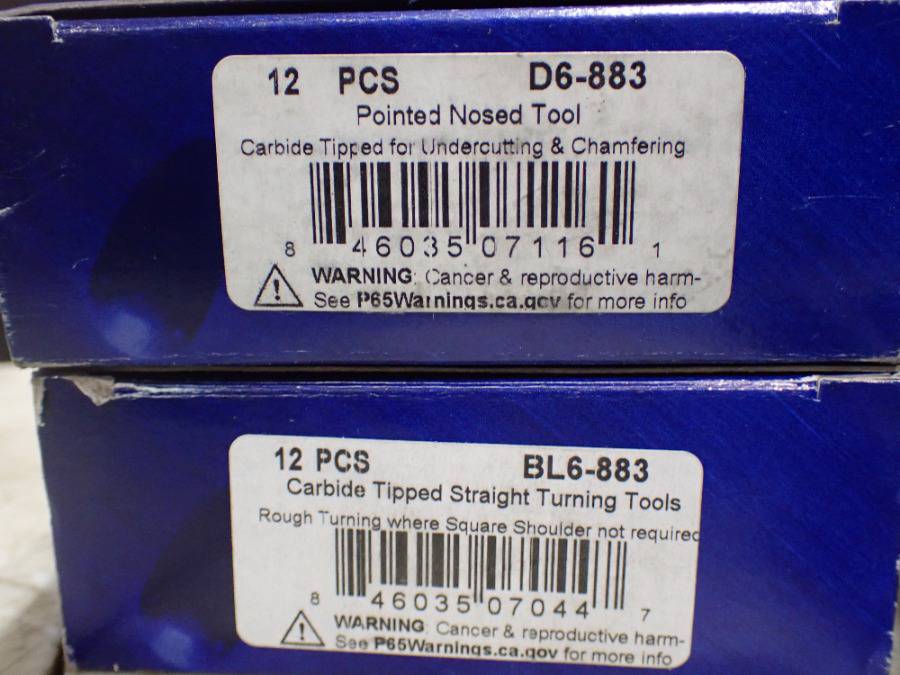 12 PCS D6-883
Pointed Nosed Tool
Carbide Tipped for Undercutting & Chamfering
8 46035 07116 1
WARNING: Cancer & reproductive harm-
See P65Warnings.ca.gov for more info
12 PCS BL6-883
Carbide Tipped Straight Turning Tools
Rough Turning where Square Shoulder not required
8 46035 07044 7
WARNING: Cancer & reproductive harm-
See P65Warnings.ca.gov for more info